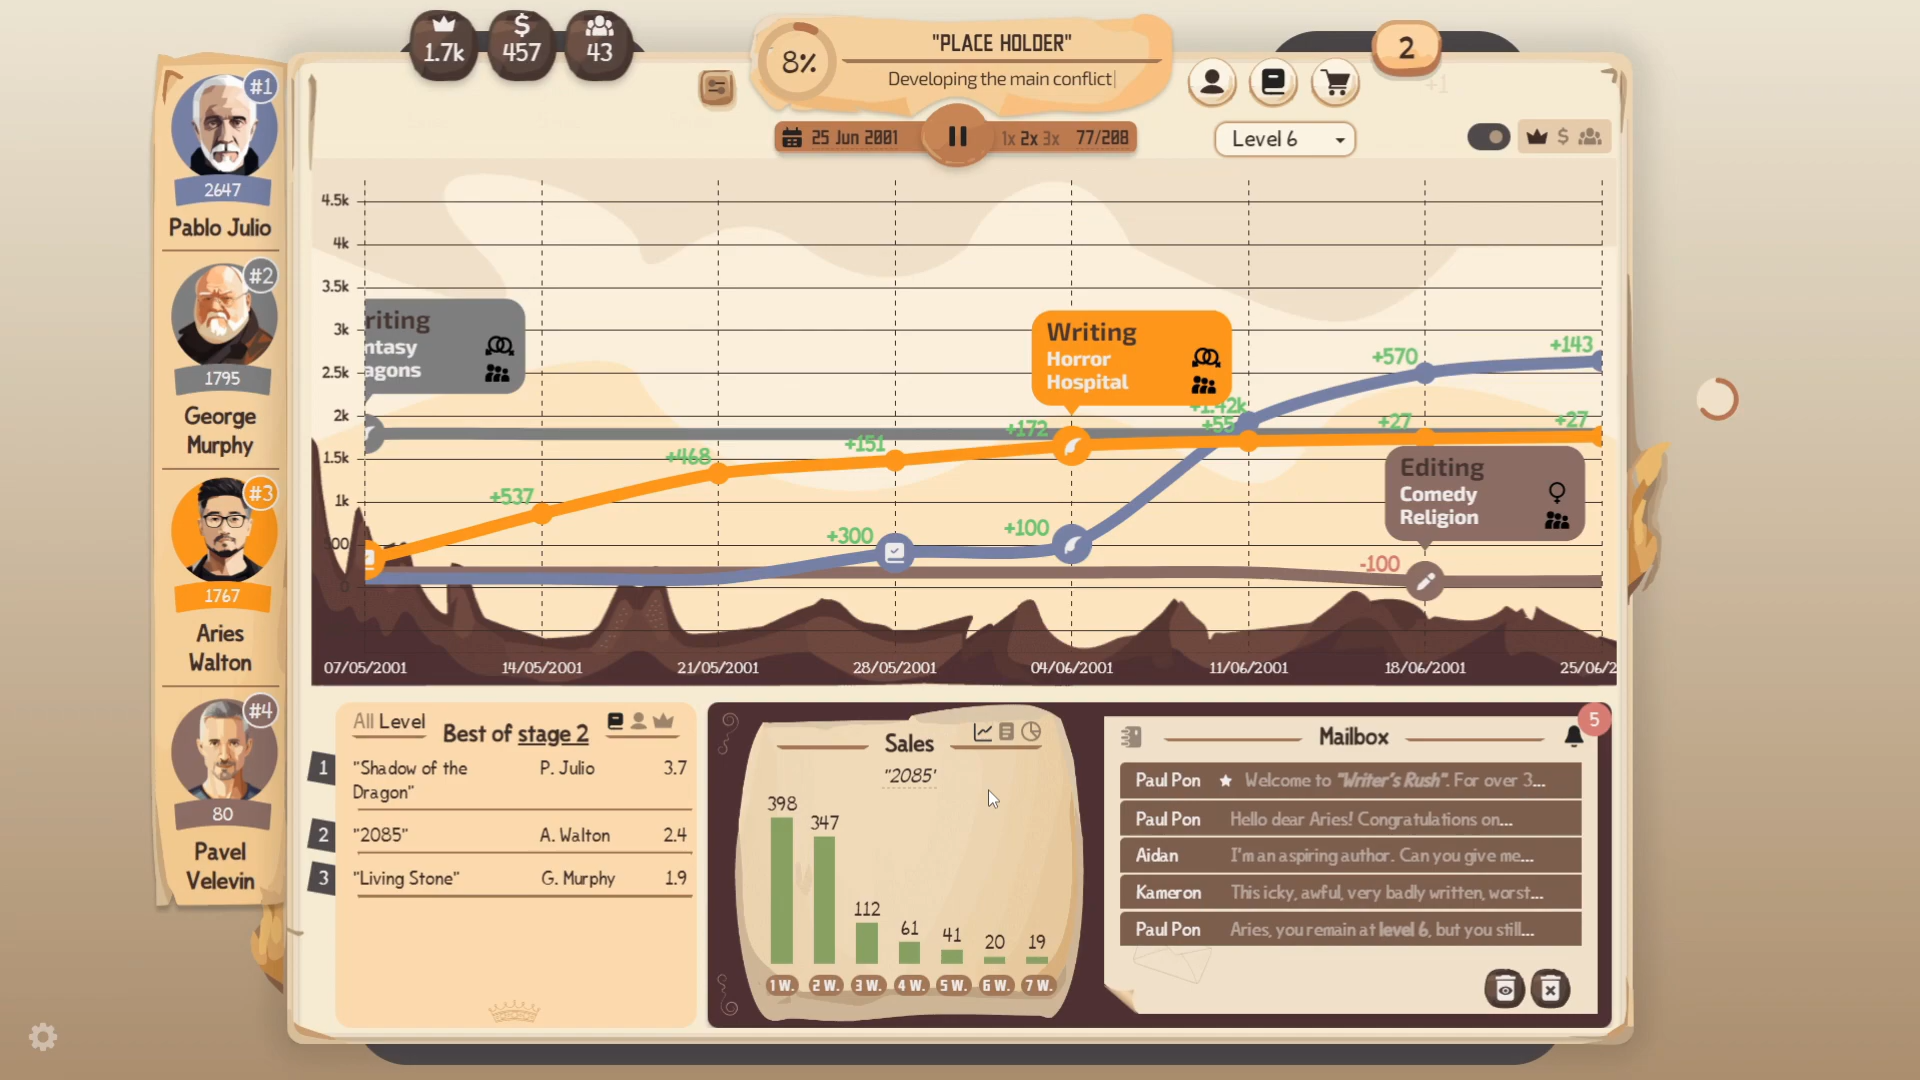 1.7k
457
43
8%
"PLACE HOLDER"
Developing the main conflict
2
+1
25 Jun 2001
1x 2x 3x
77/208
Level 6
#1
2647
Pablo Julio
#2
1795
George
Murphy
#3
1767
Aries
Walton
#4
80
Pavel
Velevin
4.5k
4k
3.5k
3k
2.5k
2k
1.5k
1k
500
0
riting
ntasy
agons
Writing
Horror
Hospital
Editing
Comedy
Religion
+537
+468
+151
+172
+1.42k
+55
+27
+27
+300
+100
+570
+143
-100
07/05/2001
14/05/2001
21/05/2001
28/05/2001
04/06/2001
11/06/2001
18/06/2001
25/06/2
All Level
Best of stage 2
1 "Shadow of the Dragon" P. Julio 3.7
2 "2085" A. Walton 2.4
3 "Living Stone" G. Murphy 1.9
Sales
"2085'
398
347
112
61
41
20
19
1 W.
2 W.
3 W.
4 W.
5 W.
6 W.
7 W.
Mailbox
5
Paul Pon Welcome to "Writer's Rush". For over 3...
Paul Pon Hello dear Aries! Congratulations on...
Aidan I'm an aspiring author. Can you give me...
Kameron This icky, awful, very badly written, worst...
Paul Pon Aries, you remain at level 6, but you still...